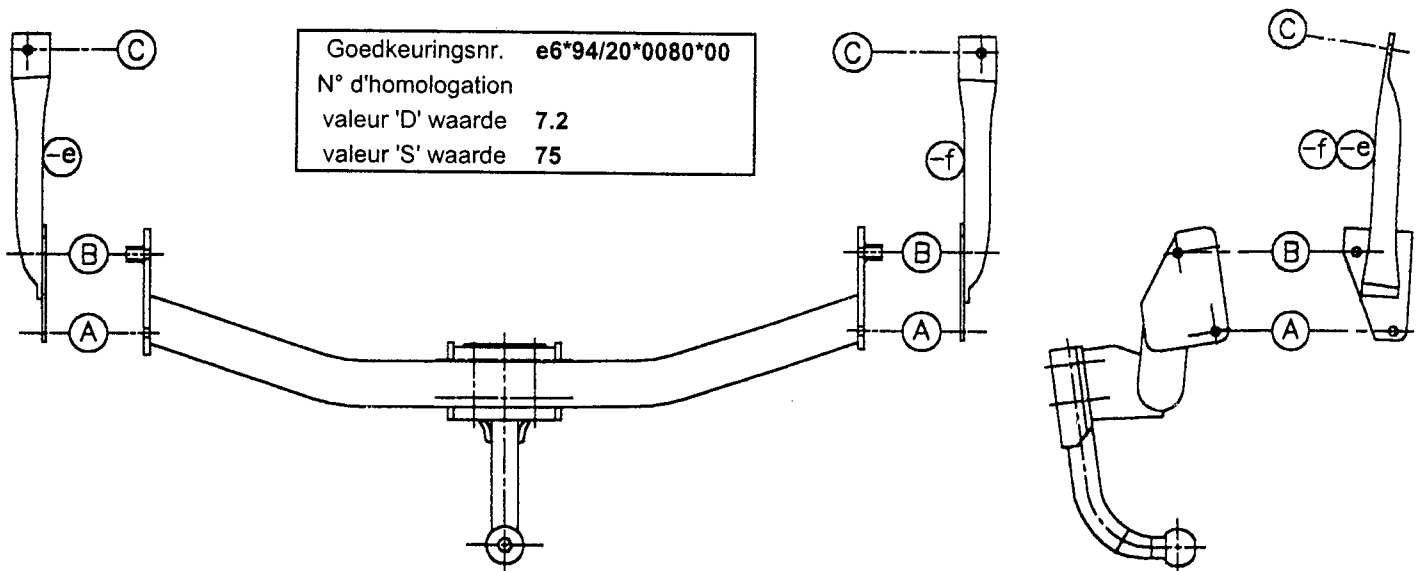 C
Goedkeuringsnr. e6*94/20*0080*00
N° d'homologation
valeur 'D' waarde 7.2
valeur 'S' waarde 75
C
C
-e
-f
-f -e
B
B
B
A
A
A